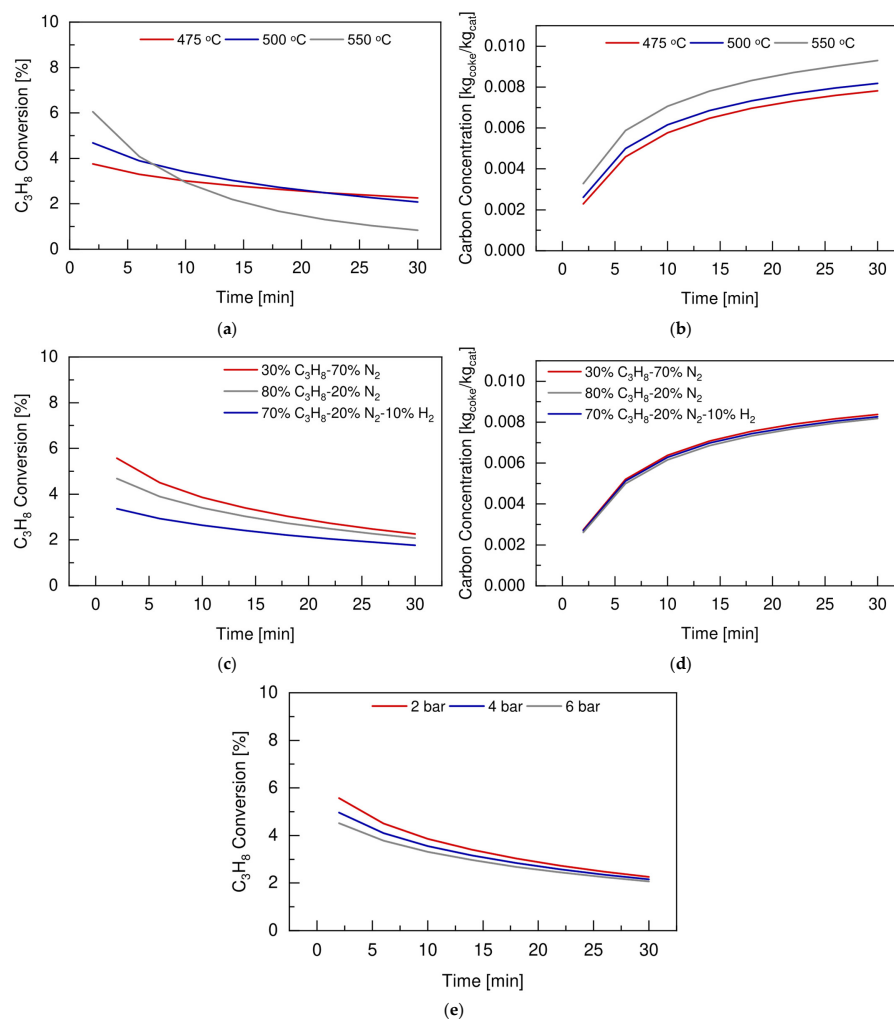 475 °C 500 °C 550 °C
C3H8 Conversion [%]
10
8
6
4
2
0
0 5 10 15 20 25 30
Time [min]
(a)
475 °C 500 °C 550 °C
Carbon Concentration [kgcoke/kgcat]
0.010
0.008
0.006
0.004
0.002
0.000
0 5 10 15 20 25 30
Time [min]
(b)
30% C3H8-70% N2
80% C3H8-20% N2
70% C3H8-20% N2-10% H2
C3H8 Conversion [%]
10
8
6
4
2
0
0 5 10 15 20 25 30
Time [min]
(c)
30% C3H8-70% N2
80% C3H8-20% N2
70% C3H8-20% N2-10% H2
Carbon Concentration [kgcoke/kgcat]
0.010
0.008
0.006
0.004
0.002
0.000
0 5 10 15 20 25 30
Time [min]
(d)
2 bar 4 bar 6 bar
C3H8 Conversion [%]
10
8
6
4
2
0
0 5 10 15 20 25 30
Time [min]
(e)